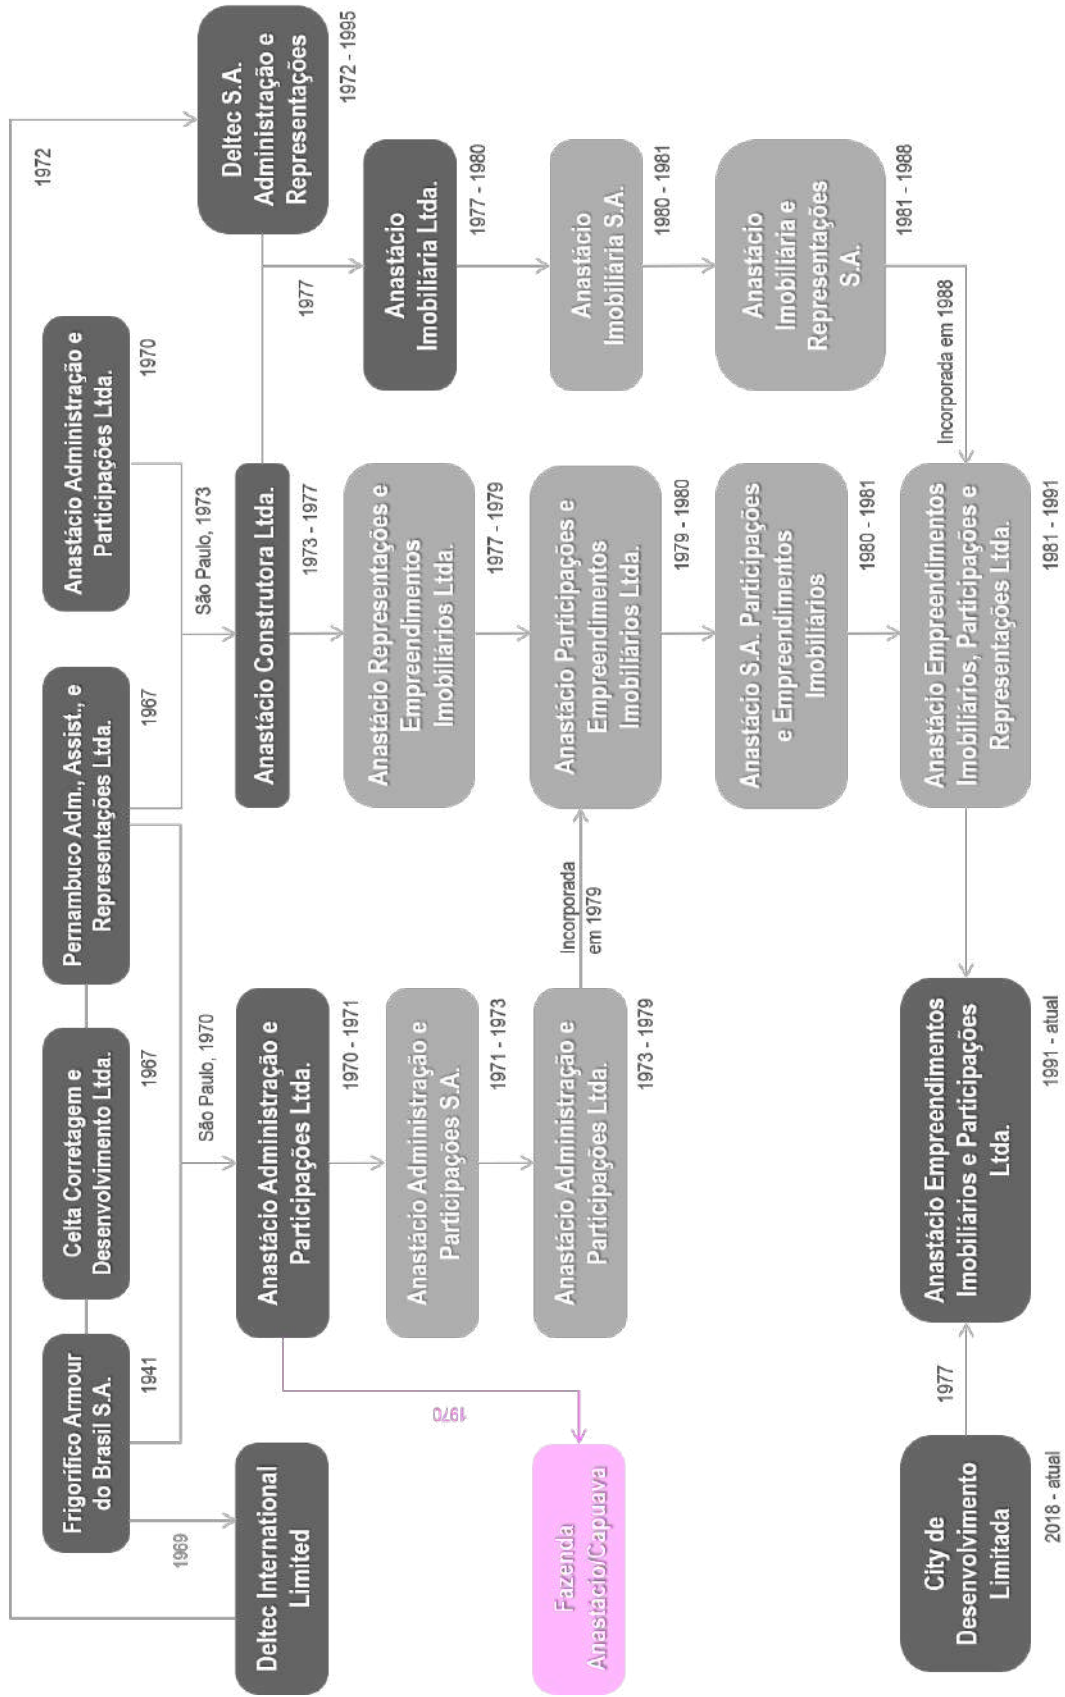 Frigorífico Armour
do Brasil S.A.
1941
Celta Corretagem e
Desenvolvimento Ltda.
1967
Pernambuco Adm., Assist., e
Representações Ltda.
1967
Anastácio Administração e
Participações Ltda.
1970
1972
1969
São Paulo, 1970
São Paulo, 1973
Deltec International
Limited
Anastácio Administração e
Participações Ltda.
1970 - 1971
Anastácio Construtora Ltda.
1973 - 1977
Deltec S.A.
Administração e
Representações
1972 - 1995
1977
1970
Anastácio Administração e
Participações S.A.
1971 - 1973
Anastácio Representações e
Empreendimentos
Imobiliários Ltda.
1977 - 1979
Anastácio
Imobiliária Ltda.
1977 - 1980
Fazenda
Anastácio/Capuava
Anastácio Administração e
Participações Ltda.
1973 - 1979
Incorporada
em 1979
Anastácio Participações e
Empreendimentos
Imobiliários Ltda.
1979 - 1980
Anastácio
Imobiliária S.A.
1980 - 1981
Anastácio S.A. Participações
e Empreendimentos
Imobiliários
1980 - 1981
Anastácio
Imobiliária e
Representações
S.A.
1981 - 1988
Incorporada em 1988
City de
Desenvolvimento
Limitada
2018 - atual
1977
Anastácio Empreendimentos
Imobiliários e Participações
Ltda.
1991 - atual
Anastácio Empreendimentos
Imobiliários, Participações e
Representações Ltda.
1981 - 1991